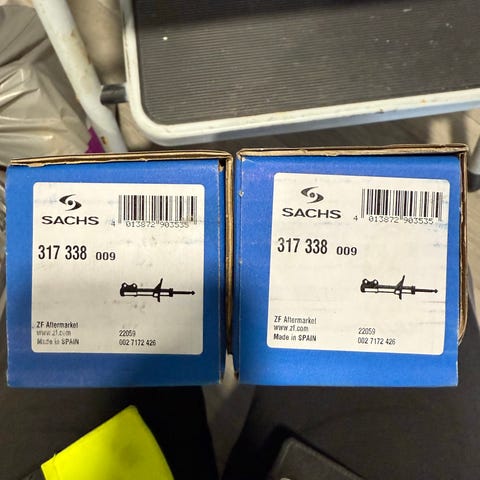 SACHS
4 013872 903535
317 338 009
ZF Aftermarket
www.zf.com 22059
Made in SPAIN 002 7172 426
SACHS
4 013872 903535
317 338 009
ZF Aftermarket
www.zf.com 22059
Made in SPAIN 002 7172 426